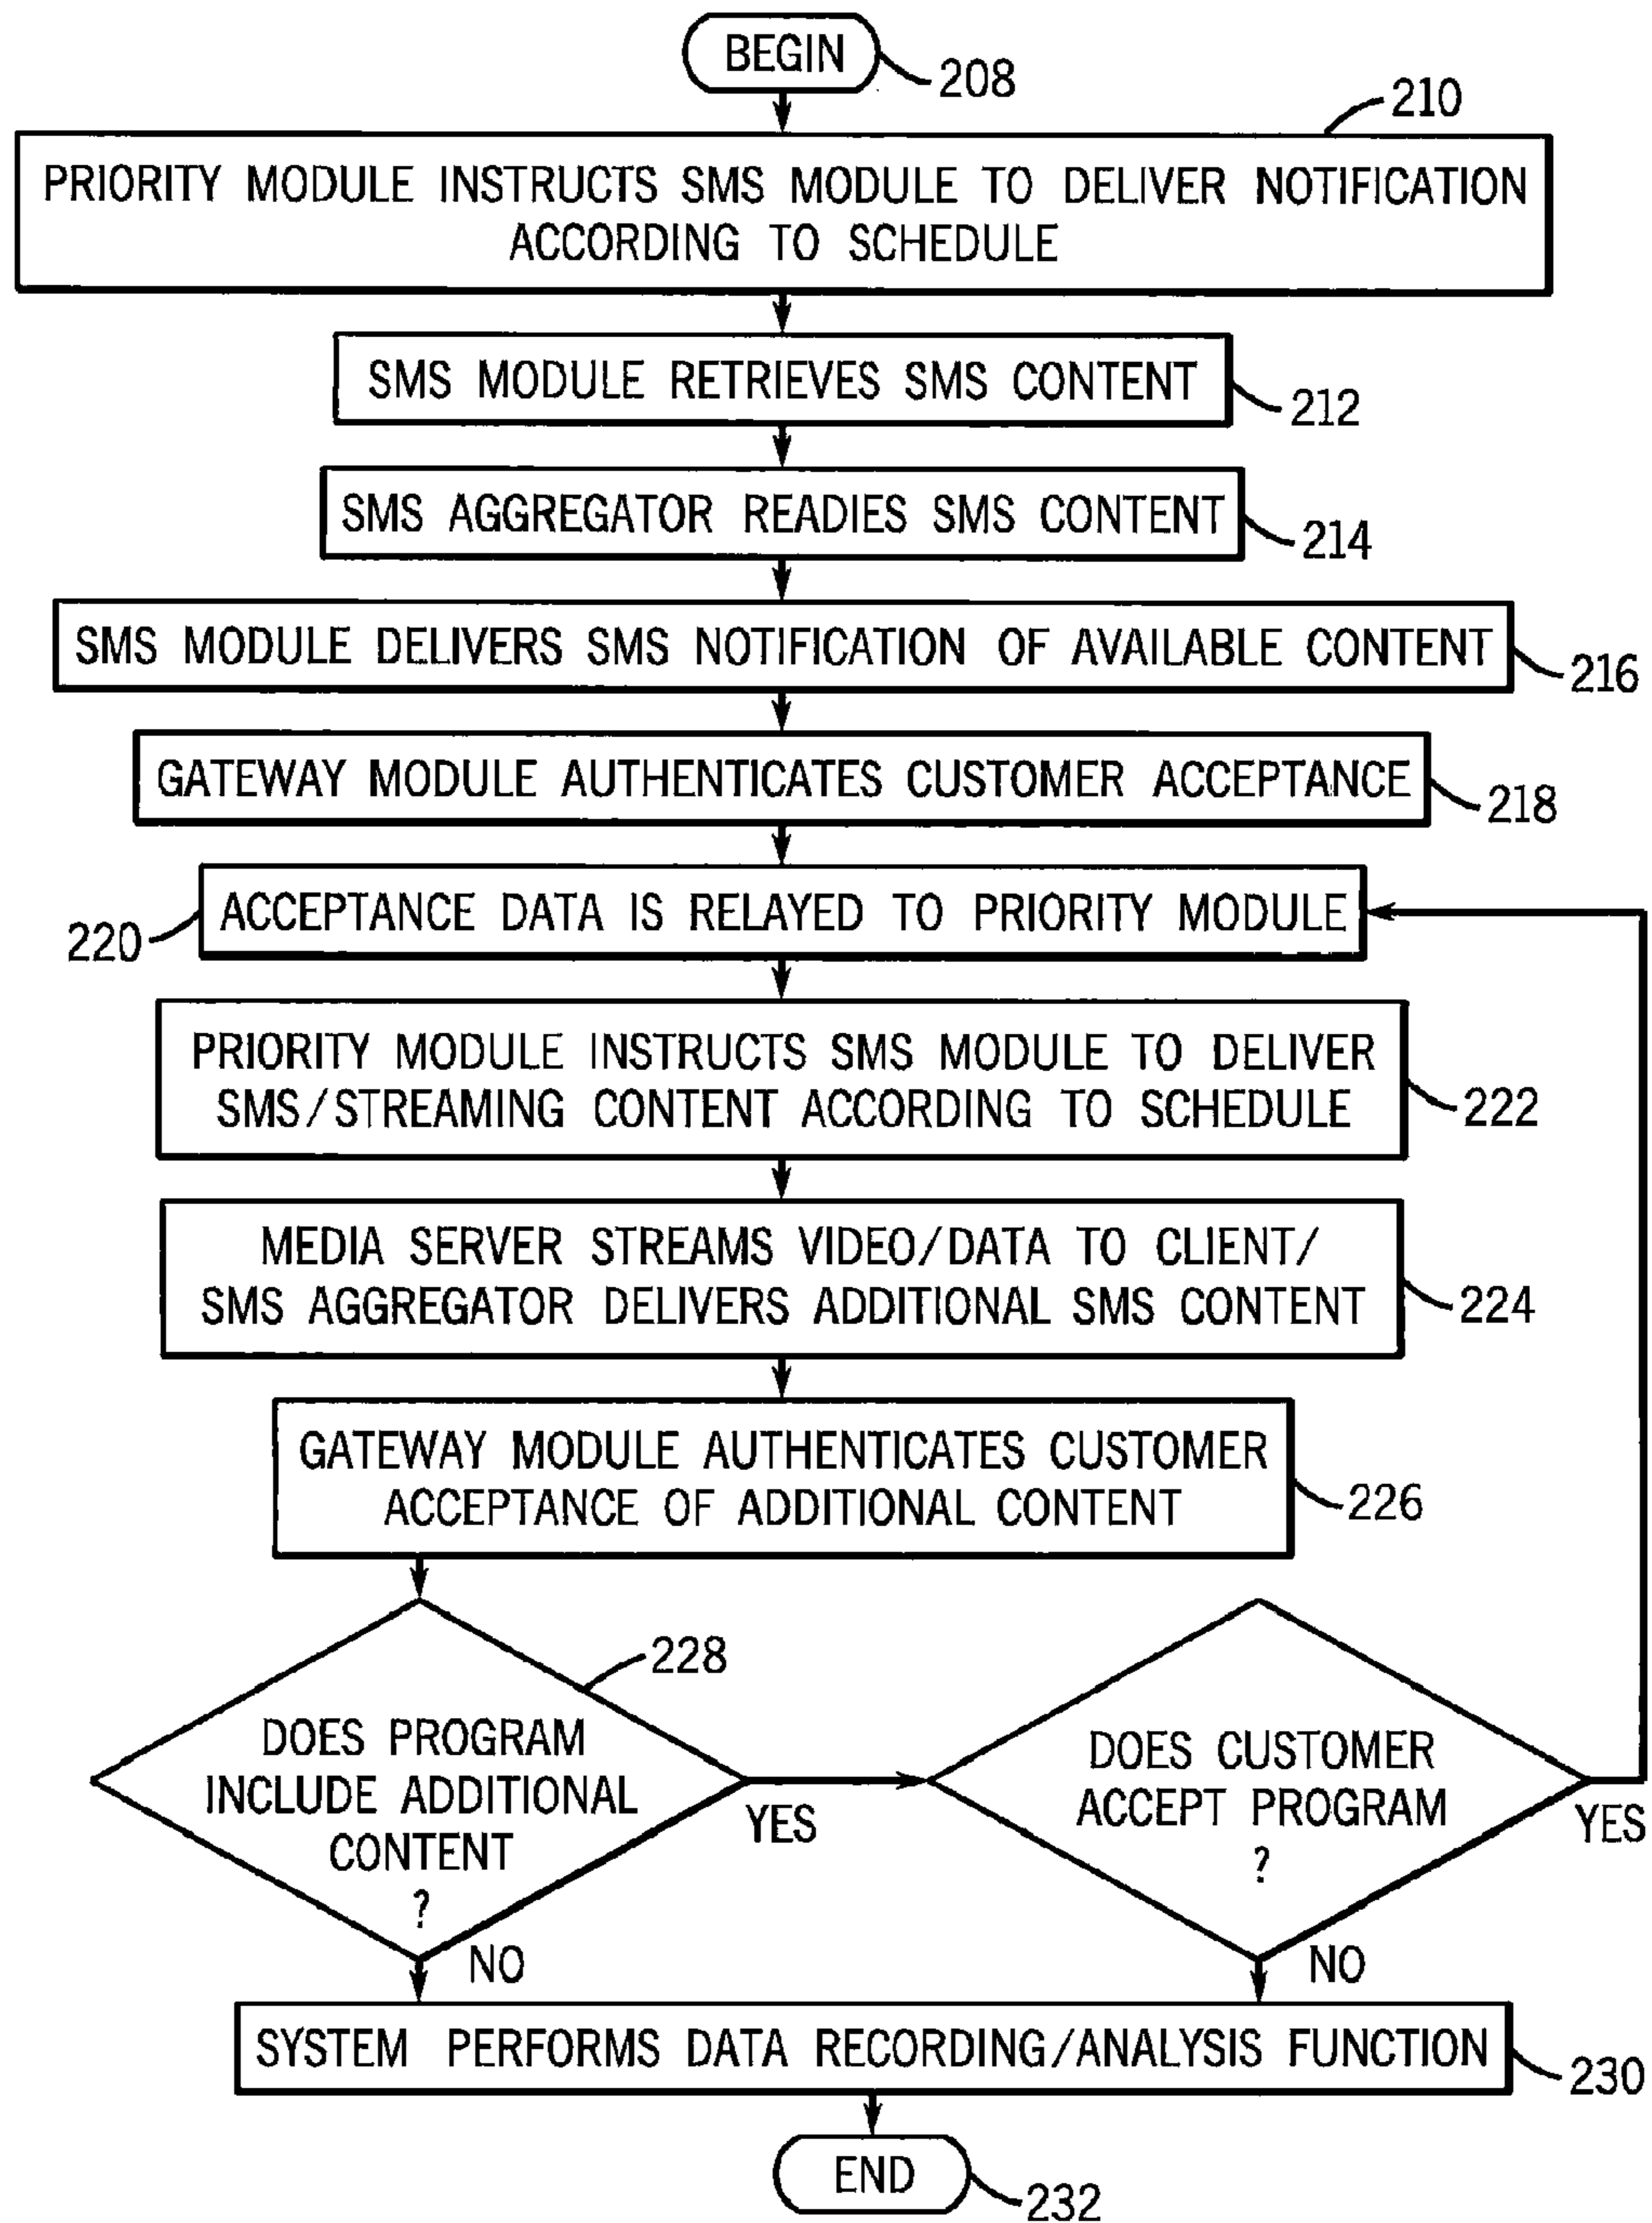 BEGIN
208
210
PRIORITY MODULE INSTRUCTS SMS MODULE TO DELIVER NOTIFICATION
ACCORDING TO SCHEDULE
SMS MODULE RETRIEVES SMS CONTENT
212
SMS AGGREGATOR READIES SMS CONTENT
214
SMS MODULE DELIVERS SMS NOTIFICATION OF AVAILABLE CONTENT
216
GATEWAY MODULE AUTHENTICATES CUSTOMER ACCEPTANCE
218
ACCEPTANCE DATA IS RELAYED TO PRIORITY MODULE
220
PRIORITY MODULE INSTRUCTS SMS MODULE TO DELIVER
SMS/STREAMING CONTENT ACCORDING TO SCHEDULE
222
MEDIA SERVER STREAMS VIDEO/DATA TO CLIENT/
SMS AGGREGATOR DELIVERS ADDITIONAL SMS CONTENT
224
GATEWAY MODULE AUTHENTICATES CUSTOMER
ACCEPTANCE OF ADDITIONAL CONTENT
226
228
DOES PROGRAM
INCLUDE ADDITIONAL
CONTENT
?
YES
NO
DOES CUSTOMER
ACCEPT PROGRAM
?
YES
NO
SYSTEM PERFORMS DATA RECORDING/ANALYSIS FUNCTION
230
END
232